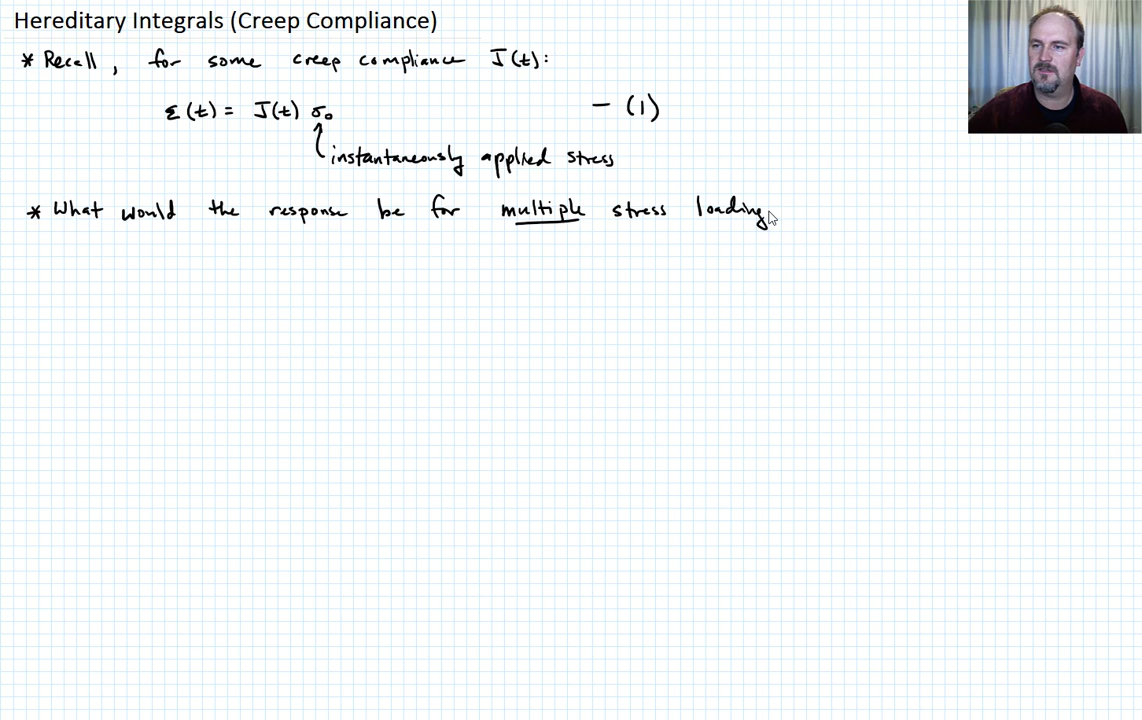 Hereditary Integrals (Creep Compliance)
* Recall, for some creep compliance J(t):
ε(t) = J(t) σ₀ — (1)
instantaneously applied stress
* What would the response be for multiple stress loading